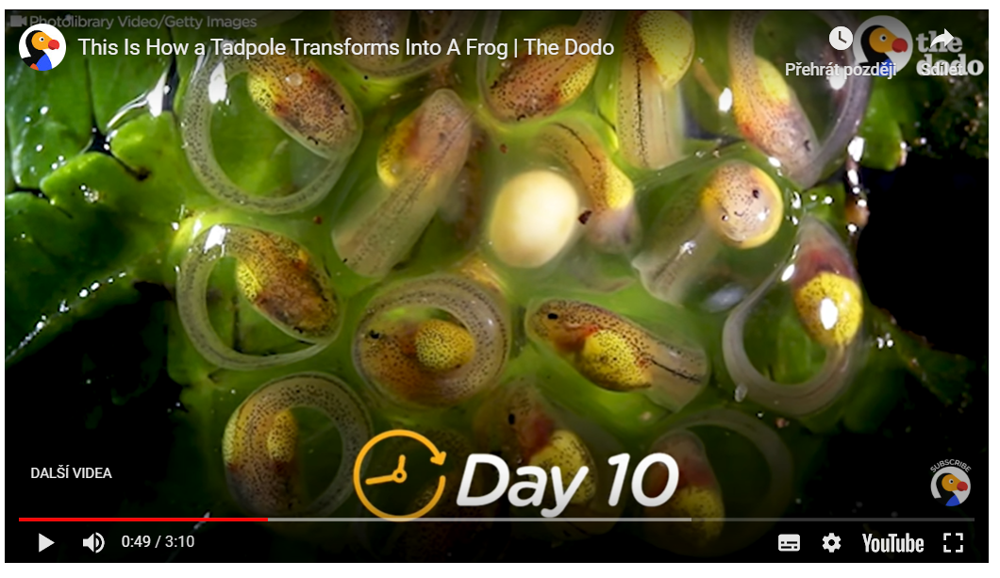 Photolibrary Video/Getty Images
This Is How a Tadpole Transforms Into A Frog | The Dodo
the
dodo
Přehrát později
Sdílet
DALŠÍ VIDEA
Day 10
SUBSCRIBE
0:49 / 3:10
YouTube